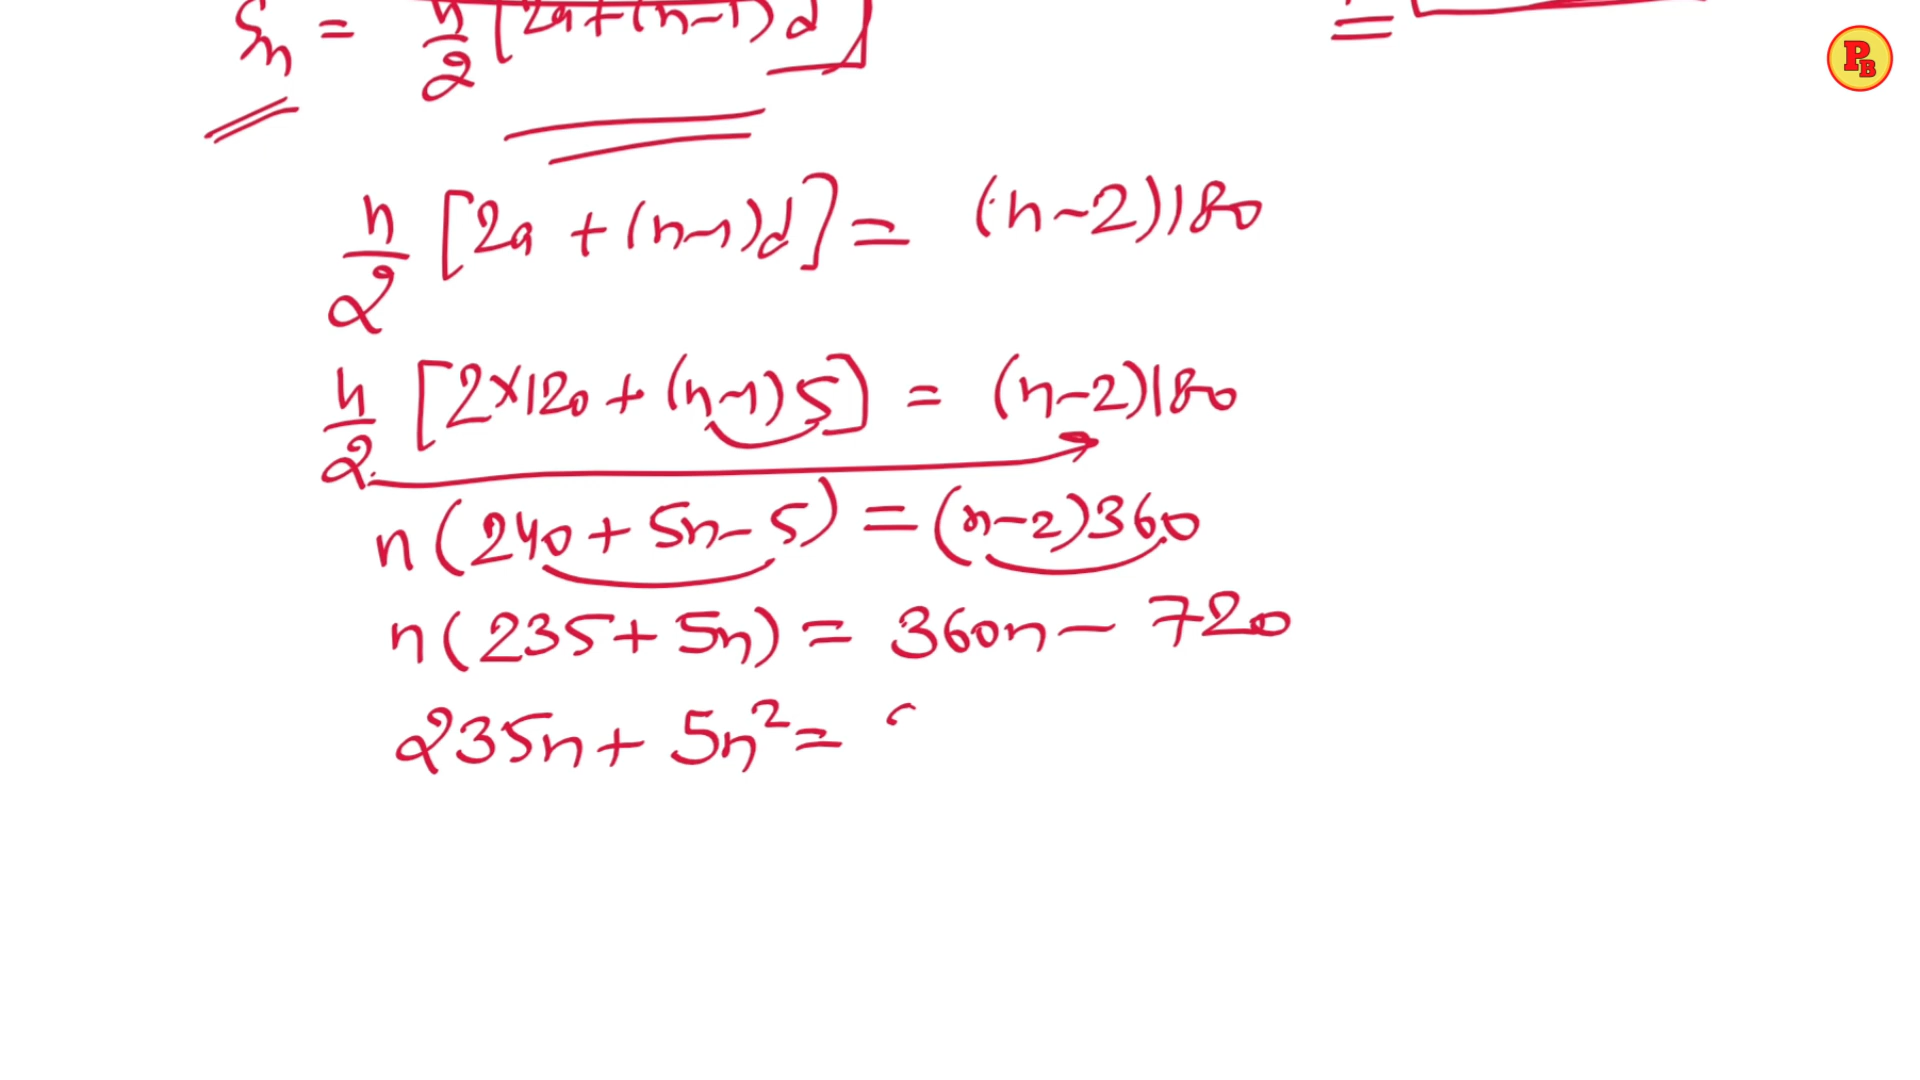 Sn = n/2 [2a+(n-1)d]
=
PB
n/2 [2a + (n-1)d] = (n-2)180
n/2 [2×120 + (n-1)5] = (n-2)180
n(240 + 5n - 5) = (n-2)360
n(235 + 5n) = 360n - 720
235n + 5n² =